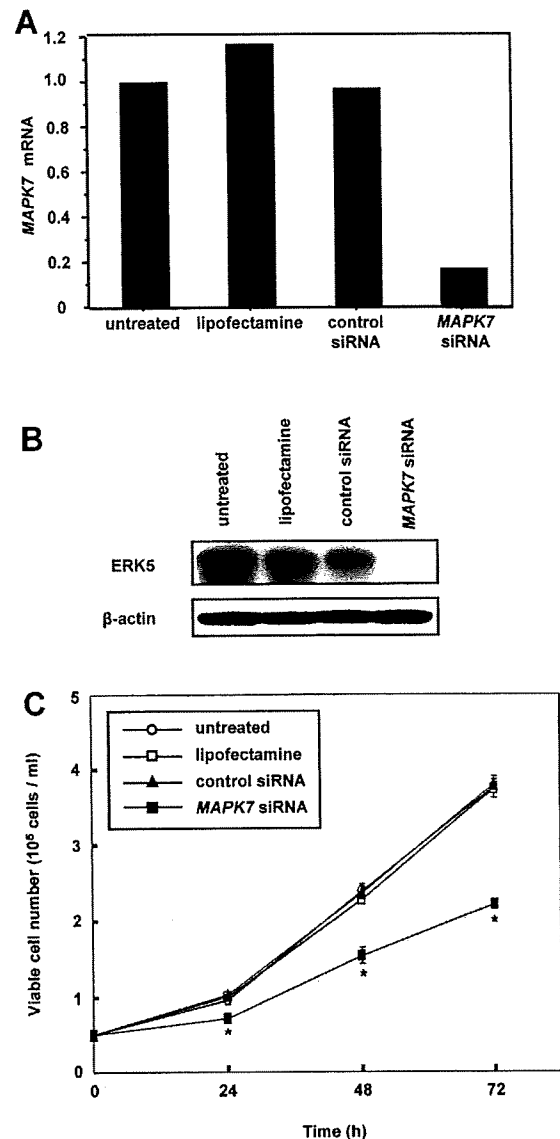 A
MAPK7 mRNA
1.2
1.0
0.8
0.6
0.4
0.2
0
untreated
lipofectamine
control
siRNA
MAPK7
siRNA
B
untreated
lipofectamine
control siRNA
MAPK7 siRNA
ERK5
β-actin
C
Viable cell number (10⁵ cells / ml)
5
4
3
2
1
0
untreated
lipofectamine
control siRNA
MAPK7 siRNA
*
*
*
0
24
48
72
Time (h)